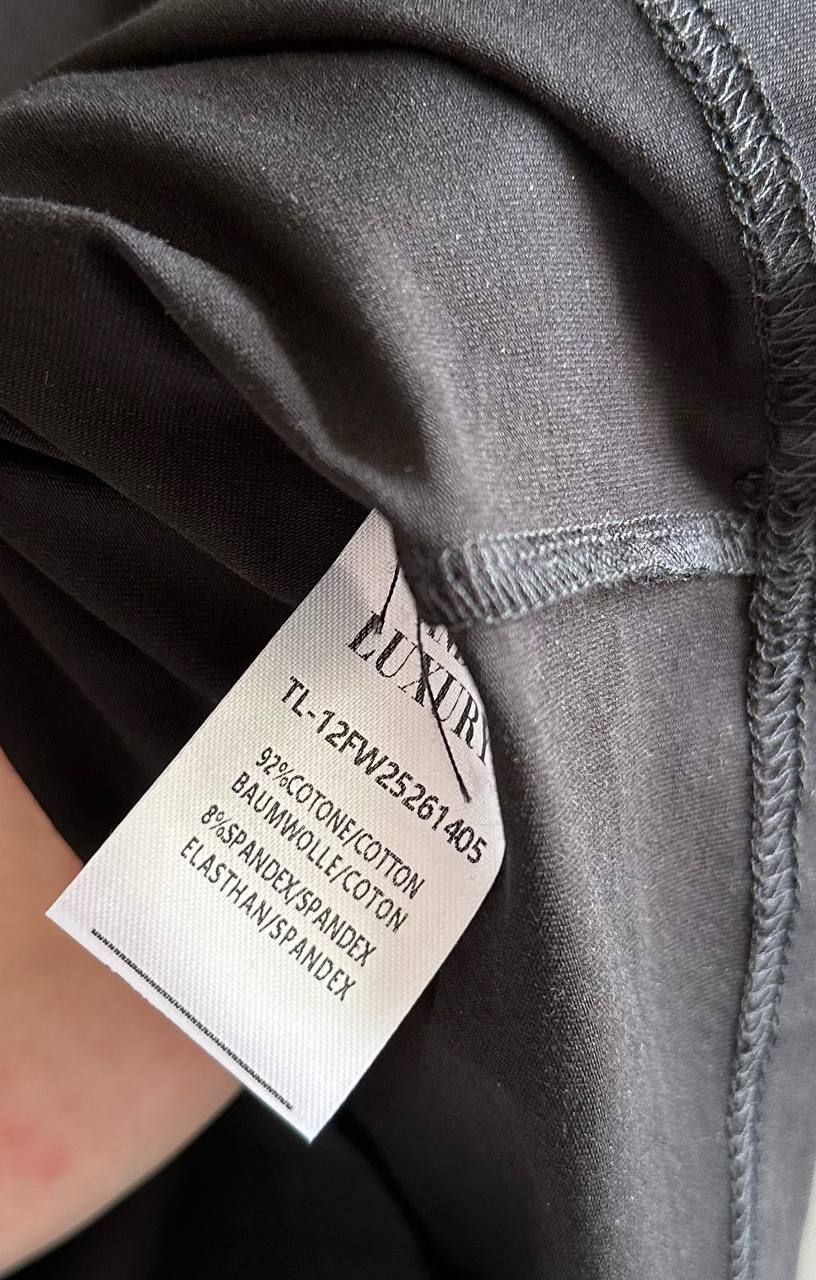 LUXURY
TL-12FW25261405
92%COTONE/COTTON
BAUMWOLLE/COTON
8%SPANDEX/SPANDEX
ELASTHAN/SPANDEX